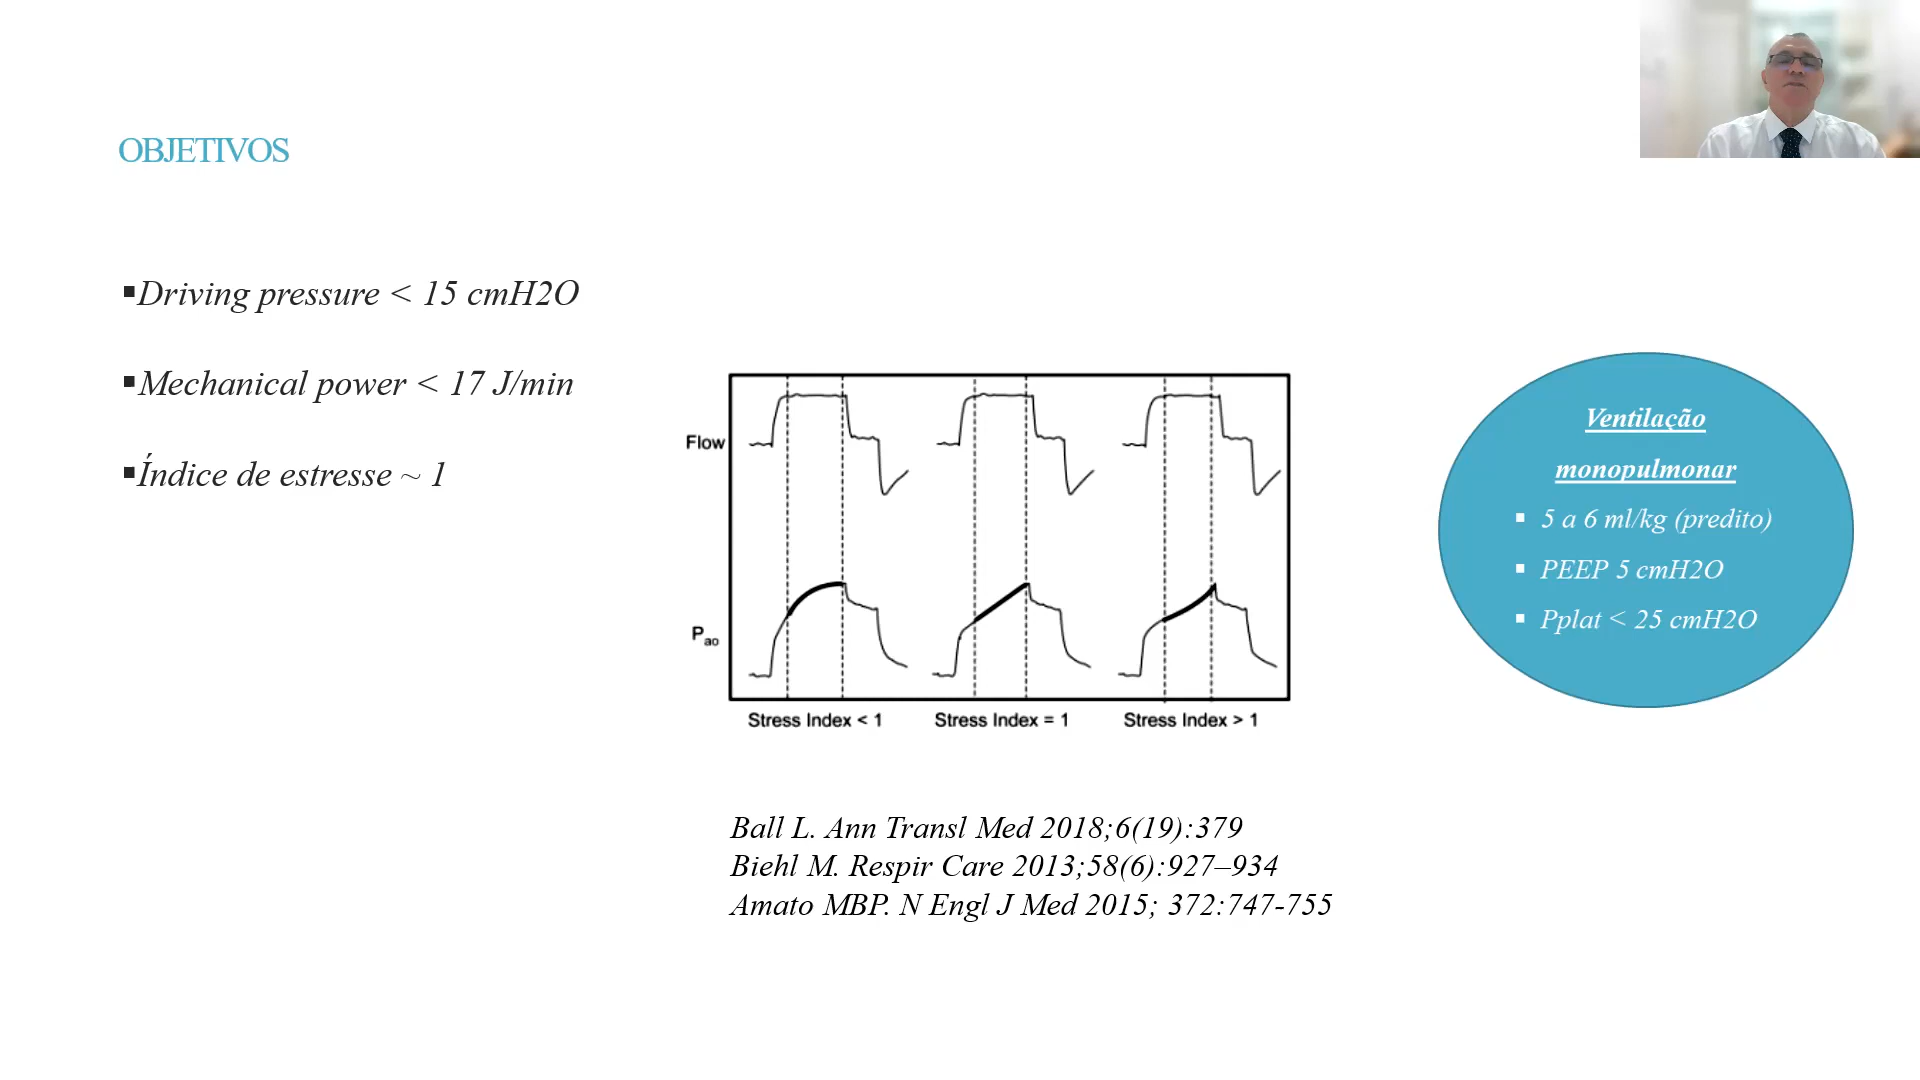 OBJETIVOS
▪Driving pressure < 15 cmH2O
▪Mechanical power < 17 J/min
▪Índice de estresse ~ 1
Flow
Pao
Stress Index < 1
Stress Index = 1
Stress Index > 1
Ventilação
monopulmonar
▪ 5 a 6 ml/kg (predito)
▪ PEEP 5 cmH2O
▪ Pplat < 25 cmH2O
Ball L. Ann Transl Med 2018;6(19):379
Biehl M. Respir Care 2013;58(6):927–934
Amato MBP. N Engl J Med 2015; 372:747-755